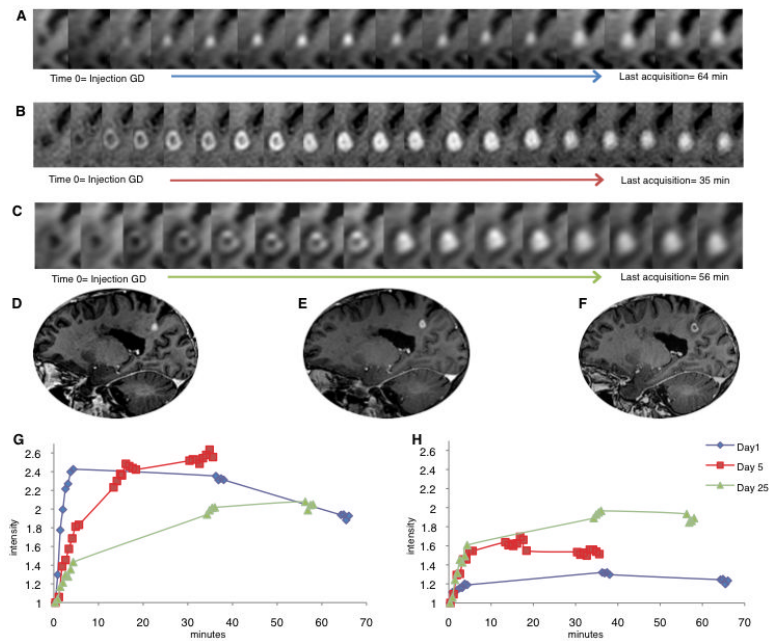 A
Time 0= Injection GD Last acquisition= 64 min
B
Time 0= Injection GD Last acquisition= 35 min
C
Time 0= Injection GD Last acquisition= 56 min
D E F
G H
2.6 2.6
2.4 2.4
2.2 2.2
2 2
1.8 1.8
1.6 1.6
1.4 1.4
1.2 1.2
1 1
intensity intensity
0 10 20 30 40 50 60 70 0 10 20 30 40 50 60 70
minutes minutes
Day1
Day 5
Day 25